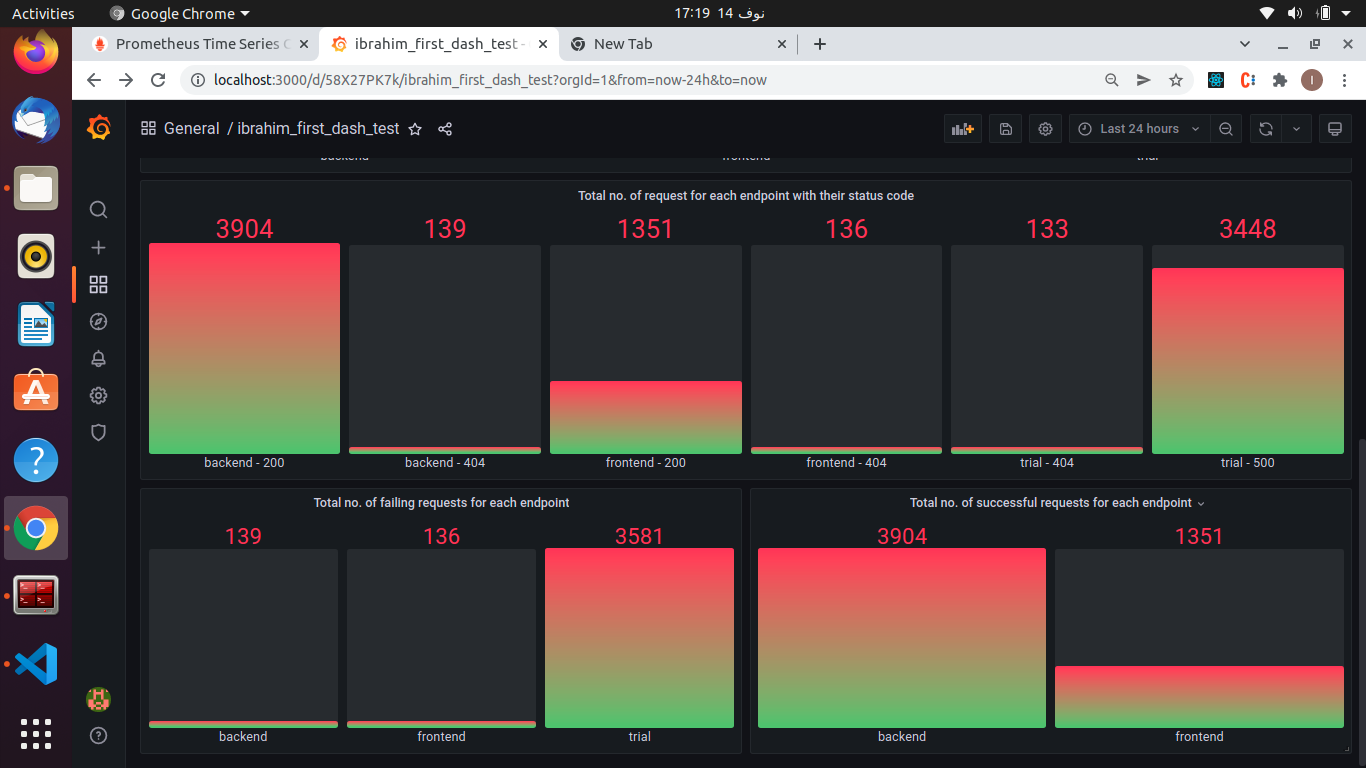 Activities
Google Chrome
17:19 14 نوف
Prometheus Time Series C
ibrahim_first_dash_test -
New Tab
localhost:3000/d/58X27PK7k/ibrahim_first_dash_test?orgId=1&from=now-24h&to=now
I
General / ibrahim_first_dash_test
Last 24 hours
backend
frontend
trial
Total no. of request for each endpoint with their status code
3904
139
1351
136
133
3448
backend - 200
backend - 404
frontend - 200
frontend - 404
trial - 404
trial - 500
Total no. of failing requests for each endpoint
139
136
3581
backend
frontend
trial
Total no. of successful requests for each endpoint
3904
1351
backend
frontend